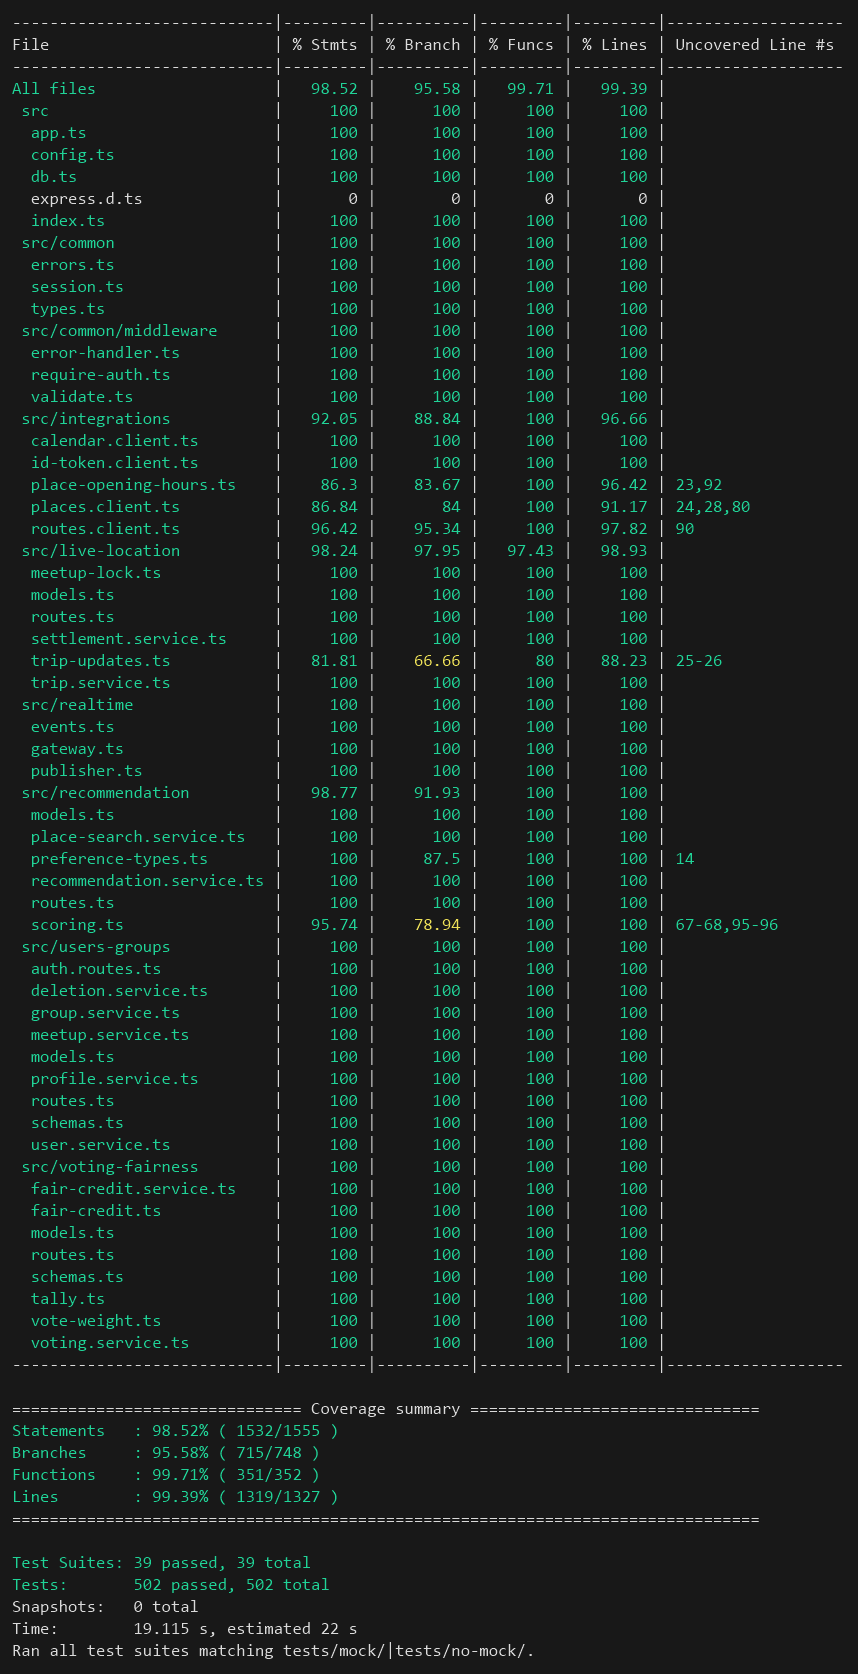 ----------------------------|---------|----------|---------|---------|-------------------
File                        | % Stmts | % Branch | % Funcs | % Lines | Uncovered Line #s
----------------------------|---------|----------|---------|---------|-------------------
All files                   |   98.52 |    95.58 |   99.71 |   99.39 |
 src                        |     100 |      100 |     100 |     100 |
  app.ts                    |     100 |      100 |     100 |     100 |
  config.ts                 |     100 |      100 |     100 |     100 |
  db.ts                     |     100 |      100 |     100 |     100 |
  express.d.ts              |       0 |        0 |       0 |       0 |
  index.ts                  |     100 |      100 |     100 |     100 |
 src/common                 |     100 |      100 |     100 |     100 |
  errors.ts                 |     100 |      100 |     100 |     100 |
  session.ts                |     100 |      100 |     100 |     100 |
  types.ts                  |     100 |      100 |     100 |     100 |
 src/common/middleware      |     100 |      100 |     100 |     100 |
  error-handler.ts          |     100 |      100 |     100 |     100 |
  require-auth.ts           |     100 |      100 |     100 |     100 |
  validate.ts               |     100 |      100 |     100 |     100 |
 src/integrations           |   92.05 |    88.84 |     100 |   96.66 |
  calendar.client.ts        |     100 |      100 |     100 |     100 |
  id-token.client.ts        |     100 |      100 |     100 |     100 |
  place-opening-hours.ts    |    86.3 |    83.67 |     100 |   96.42 | 23,92
  places.client.ts          |   86.84 |       84 |     100 |   91.17 | 24,28,80
  routes.client.ts          |   96.42 |    95.34 |     100 |   97.82 | 90
 src/live-location          |   98.24 |    97.95 |   97.43 |   98.93 |
  meetup-lock.ts            |     100 |      100 |     100 |     100 |
  models.ts                 |     100 |      100 |     100 |     100 |
  routes.ts                 |     100 |      100 |     100 |     100 |
  settlement.service.ts     |     100 |      100 |     100 |     100 |
  trip-updates.ts           |   81.81 |    66.66 |      80 |   88.23 | 25-26
  trip.service.ts           |     100 |      100 |     100 |     100 |
 src/realtime               |     100 |      100 |     100 |     100 |
  events.ts                 |     100 |      100 |     100 |     100 |
  gateway.ts                |     100 |      100 |     100 |     100 |
  publisher.ts              |     100 |      100 |     100 |     100 |
 src/recommendation         |   98.77 |    91.93 |     100 |     100 |
  models.ts                 |     100 |      100 |     100 |     100 |
  place-search.service.ts   |     100 |      100 |     100 |     100 |
  preference-types.ts       |     100 |     87.5 |     100 |     100 | 14
  recommendation.service.ts |     100 |      100 |     100 |     100 |
  routes.ts                 |     100 |      100 |     100 |     100 |
  scoring.ts                |   95.74 |    78.94 |     100 |     100 | 67-68,95-96
 src/users-groups           |     100 |      100 |     100 |     100 |
  auth.routes.ts            |     100 |      100 |     100 |     100 |
  deletion.service.ts       |     100 |      100 |     100 |     100 |
  group.service.ts          |     100 |      100 |     100 |     100 |
  meetup.service.ts         |     100 |      100 |     100 |     100 |
  models.ts                 |     100 |      100 |     100 |     100 |
  profile.service.ts        |     100 |      100 |     100 |     100 |
  routes.ts                 |     100 |      100 |     100 |     100 |
  schemas.ts                |     100 |      100 |     100 |     100 |
  user.service.ts           |     100 |      100 |     100 |     100 |
 src/voting-fairness        |     100 |      100 |     100 |     100 |
  fair-credit.service.ts    |     100 |      100 |     100 |     100 |
  fair-credit.ts            |     100 |      100 |     100 |     100 |
  models.ts                 |     100 |      100 |     100 |     100 |
  routes.ts                 |     100 |      100 |     100 |     100 |
  schemas.ts                |     100 |      100 |     100 |     100 |
  tally.ts                  |     100 |      100 |     100 |     100 |
  vote-weight.ts            |     100 |      100 |     100 |     100 |
  voting.service.ts         |     100 |      100 |     100 |     100 |
----------------------------|---------|----------|---------|---------|-------------------
=============================== Coverage summary ===============================
Statements   : 98.52% ( 1532/1555 )
Branches     : 95.58% ( 715/748 )
Functions    : 99.71% ( 351/352 )
Lines        : 99.39% ( 1319/1327 )
================================================================================
Test Suites: 39 passed, 39 total
Tests:       502 passed, 502 total
Snapshots:   0 total
Time:        19.115 s, estimated 22 s
Ran all test suites matching tests/mock/|tests/no-mock/.